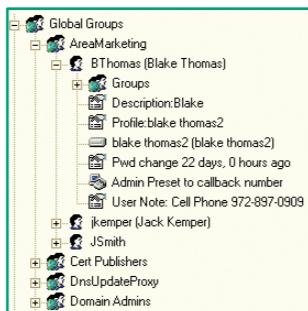 Global Groups
AreaMarketing
BThomas (Blake Thomas)
Groups
Description:Blake
Profile:blake thomas2
blake thomas2 (blake thomas2)
Pwd change 22 days, 0 hours ago
Admin Preset to callback number
User Note: Cell Phone 972-897-0909
jkemper (Jack Kemper)
JSmith
Cert Publishers
DnsUpdateProxy
Domain Admins